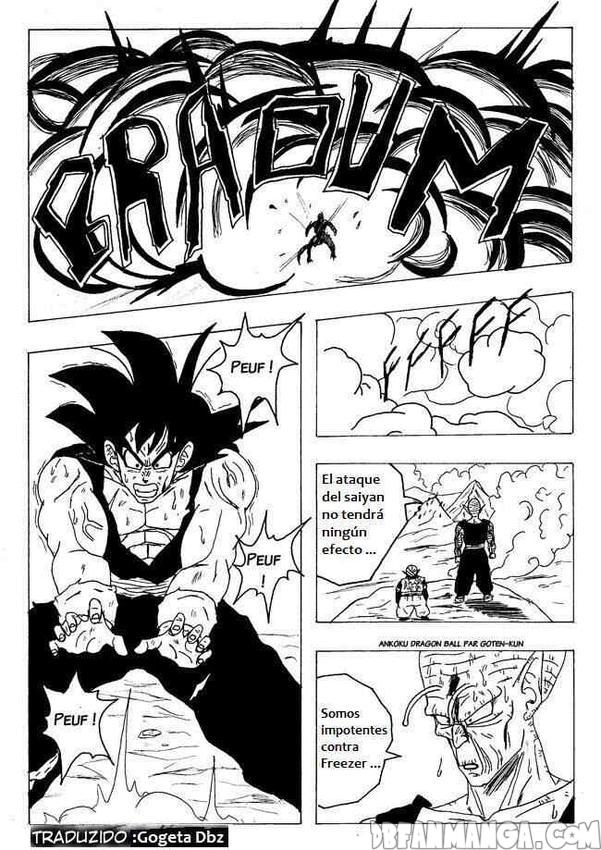 BRAOUM
PEUF !
FFFFF
PEUF !
El ataque
del saiyan
no tendrá
ningún
efecto ...
PEUF !
ANKOKU DRAGON BALL PAR GOTEN-KUN
Somos
impotentes
contra
Freezer ...
TRADUZIDO :Gogeta Dbz
DBFANMANGA.COM